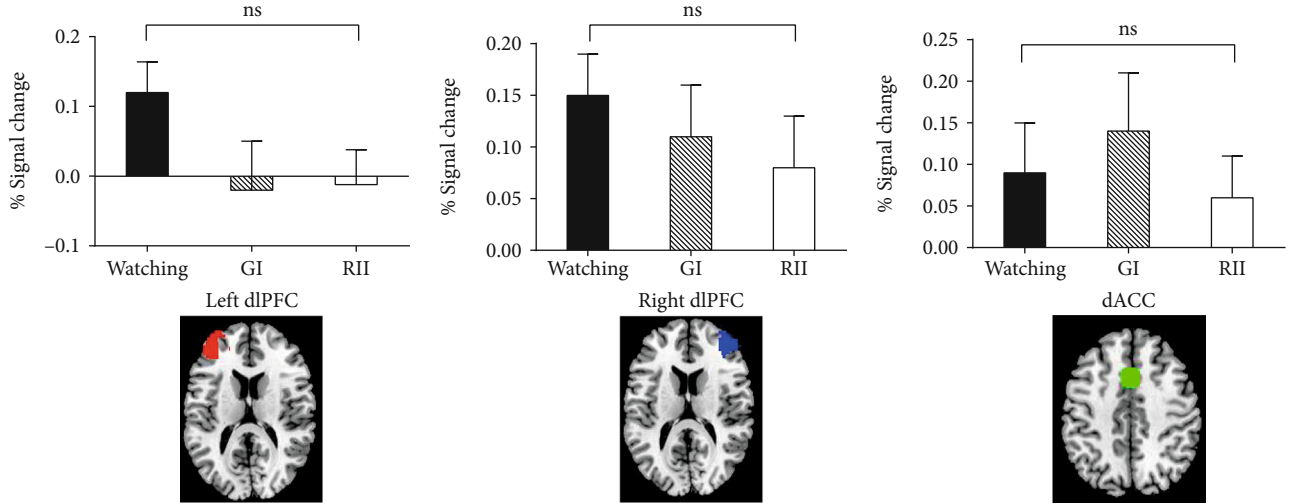 ns
0.2
0.1
0.0
−0.1
% Signal change
Watching GI RII
Left dlPFC
ns
0.20
0.15
0.10
0.05
0.00
% Signal change
Watching GI RII
Right dlPFC
ns
0.25
0.20
0.15
0.10
0.05
0.00
% Signal change
Watching GI RII
dACC